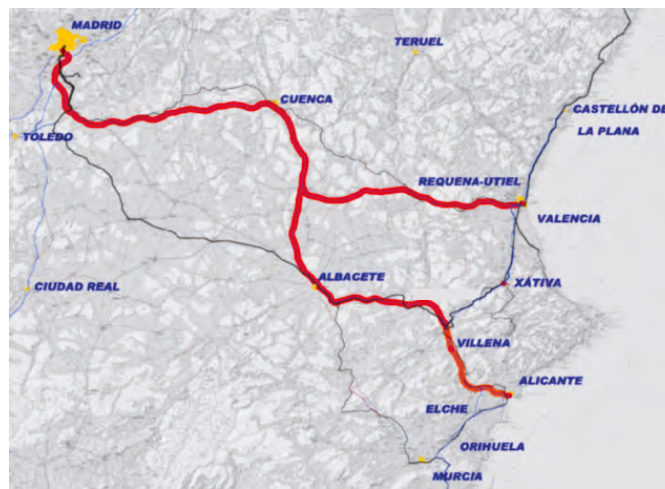 MADRID
TERUEL
CUENCA
CASTELLÓN DE
LA PLANA
TOLEDO
REQUENA-UTIEL
VALENCIA
ALBACETE
XÁTIVA
CIUDAD REAL
VILLENA
ALICANTE
ELCHE
ORIHUELA
MURCIA